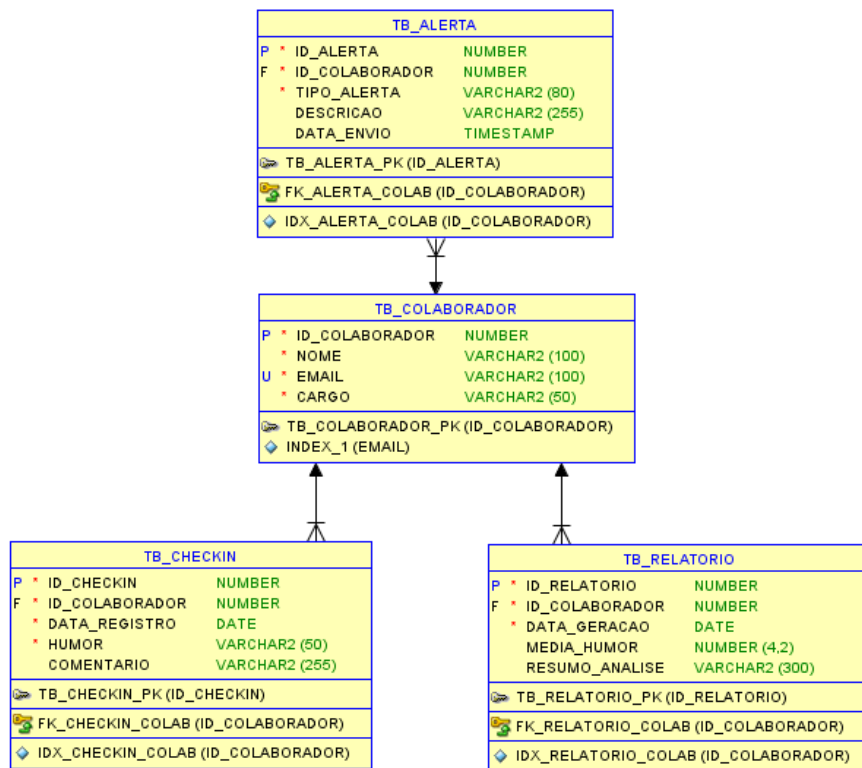 TB_ALERTA
P * ID_ALERTA NUMBER
F * ID_COLABORADOR NUMBER
* TIPO_ALERTA VARCHAR2 (80)
DESCRICAO VARCHAR2 (255)
DATA_ENVIO TIMESTAMP
TB_ALERTA_PK (ID_ALERTA)
FK_ALERTA_COLAB (ID_COLABORADOR)
IDX_ALERTA_COLAB (ID_COLABORADOR)
TB_COLABORADOR
P * ID_COLABORADOR NUMBER
* NOME VARCHAR2 (100)
U * EMAIL VARCHAR2 (100)
* CARGO VARCHAR2 (50)
TB_COLABORADOR_PK (ID_COLABORADOR)
INDEX_1 (EMAIL)
TB_CHECKIN
P * ID_CHECKIN NUMBER
F * ID_COLABORADOR NUMBER
* DATA_REGISTRO DATE
* HUMOR VARCHAR2 (50)
COMENTARIO VARCHAR2 (255)
TB_CHECKIN_PK (ID_CHECKIN)
FK_CHECKIN_COLAB (ID_COLABORADOR)
IDX_CHECKIN_COLAB (ID_COLABORADOR)
TB_RELATORIO
P * ID_RELATORIO NUMBER
F * ID_COLABORADOR NUMBER
* DATA_GERACAO DATE
MEDIA_HUMOR NUMBER (4,2)
RESUMO_ANALISE VARCHAR2 (300)
TB_RELATORIO_PK (ID_RELATORIO)
FK_RELATORIO_COLAB (ID_COLABORADOR)
IDX_RELATORIO_COLAB (ID_COLABORADOR)